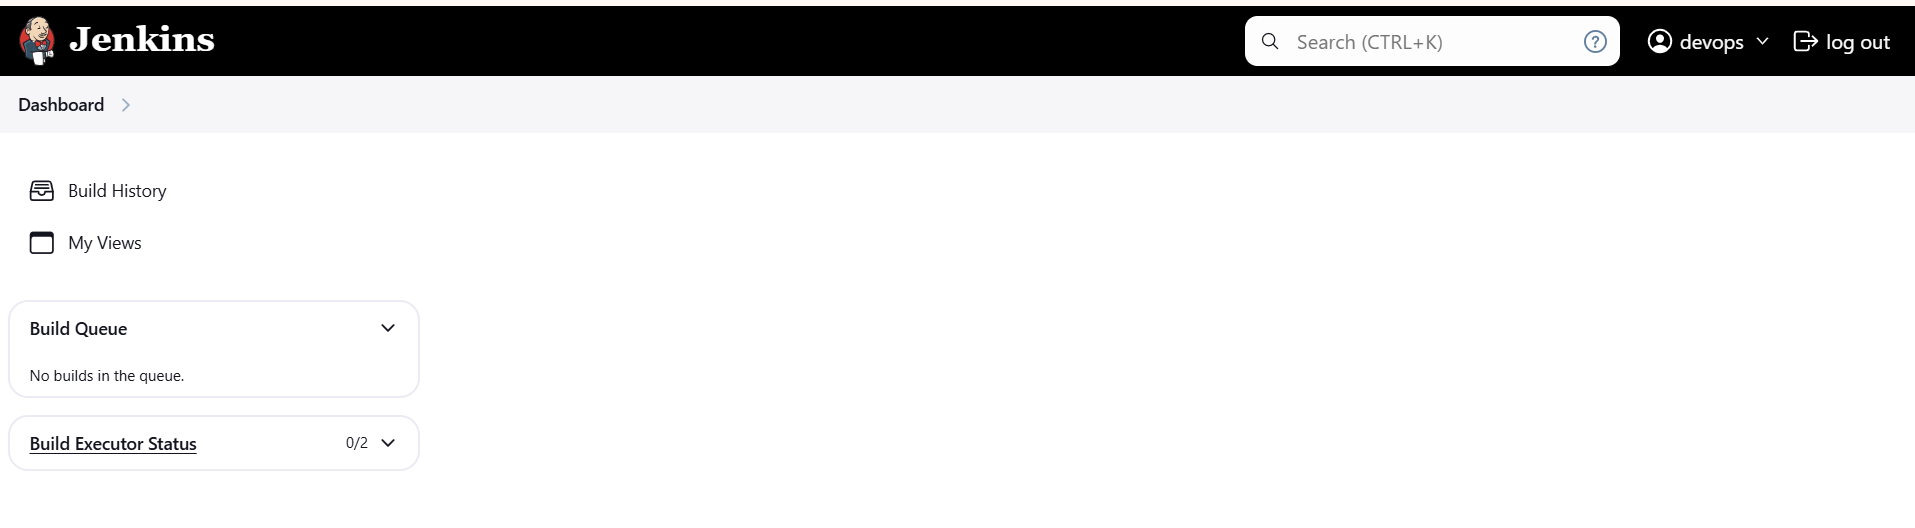 Jenkins
Search (CTRL+K)
?
devops
log out
Dashboard
Build History
My Views
Build Queue
No builds in the queue.
Build Executor Status
0/2